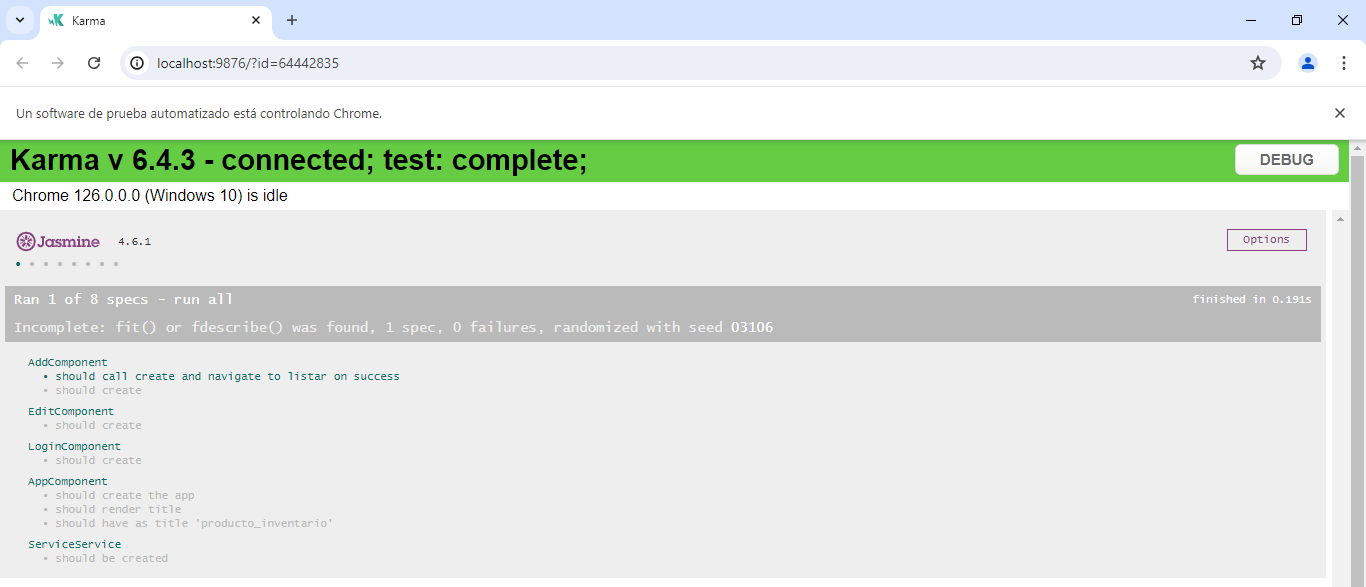 Karma
localhost:9876/?id=64442835
Un software de prueba automatizado está controlando Chrome.
Karma v 6.4.3 - connected; test: complete;
DEBUG
Chrome 126.0.0.0 (Windows 10) is idle
Jasmine 4.6.1
Options
Ran 1 of 8 specs - run all
finished in 0.191s
Incomplete: fit() or fdescribe() was found, 1 spec, 0 failures, randomized with seed 03106
AddComponent
• should call create and navigate to listar on success
• should create
EditComponent
• should create
LoginComponent
• should create
AppComponent
• should create the app
• should render title
• should have as title 'producto_inventario'
ServiceService
• should be created